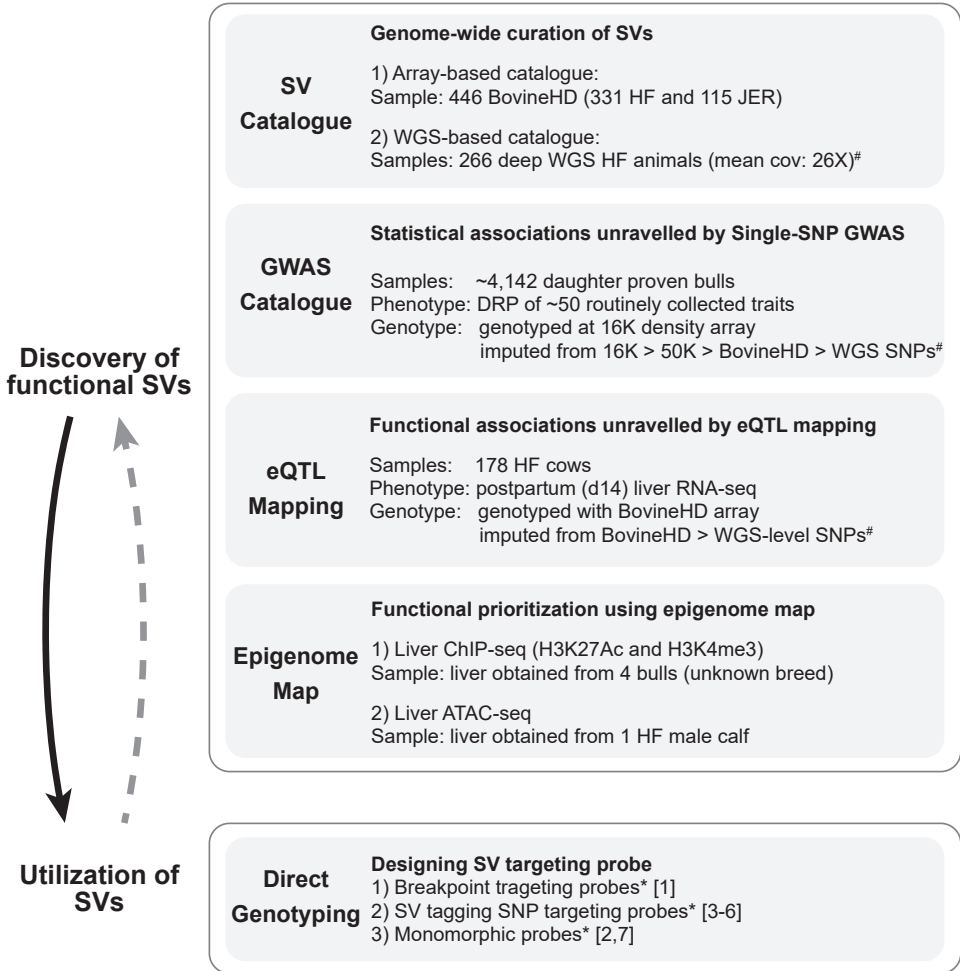 Genome-wide curation of SVs
SV
Catalogue
1) Array-based catalogue:
Sample: 446 BovineHD (331 HF and 115 JER)
2) WGS-based catalogue:
Samples: 266 deep WGS HF animals (mean cov: 26X)#
Statistical associations unravelled by Single-SNP GWAS
GWAS
Catalogue
Samples: ~4,142 daughter proven bulls
Phenotype: DRP of ~50 routinely collected traits
Genotype: genotyped at 16K density array
imputed from 16K > 50K > BovineHD > WGS SNPs#
Discovery of
functional SVs
Functional associations unravelled by eQTL mapping
eQTL
Mapping
Samples: 178 HF cows
Phenotype: postpartum (d14) liver RNA-seq
Genotype: genotyped with BovineHD array
imputed from BovineHD > WGS-level SNPs#
Functional prioritization using epigenome map
Epigenome
Map
1) Liver ChIP-seq (H3K27Ac and H3K4me3)
Sample: liver obtained from 4 bulls (unknown breed)
2) Liver ATAC-seq
Sample: liver obtained from 1 HF male calf
Utilization of
SVs
Direct
Genotyping
Designing SV targeting probe
1) Breakpoint trageting probes* [1]
2) SV tagging SNP targeting probes* [3-6]
3) Monomorphic probes* [2,7]